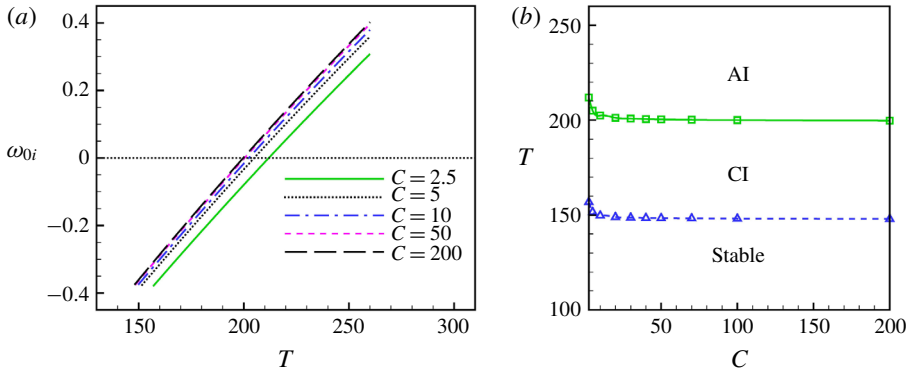 (a)
0.4
0.2
ω0i
0
−0.2
−0.4
C = 2.5
C = 5
C = 10
C = 50
C = 200
150
200
250
300
T
(b)
250
200
T
150
100
AI
CI
Stable
50
100
150
200
C